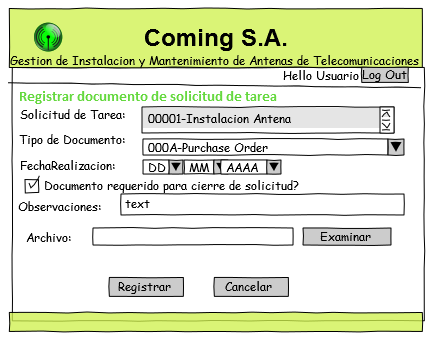 Coming S.A.
Gestion de Instalacion y Mantenimiento de Antenas de Telecomunicaciones
Hello Usuario Log Out
Registrar documento de solicitud de tarea
Solicitud de Tarea: 00001-Instalacion Antena
Tipo de Documento: 000A-Purchase Order
FechaRealizacion: DD MM AAAA
Documento requerido para cierre de solicitud?
Observaciones: text
Archivo: Examinar
Registrar Cancelar